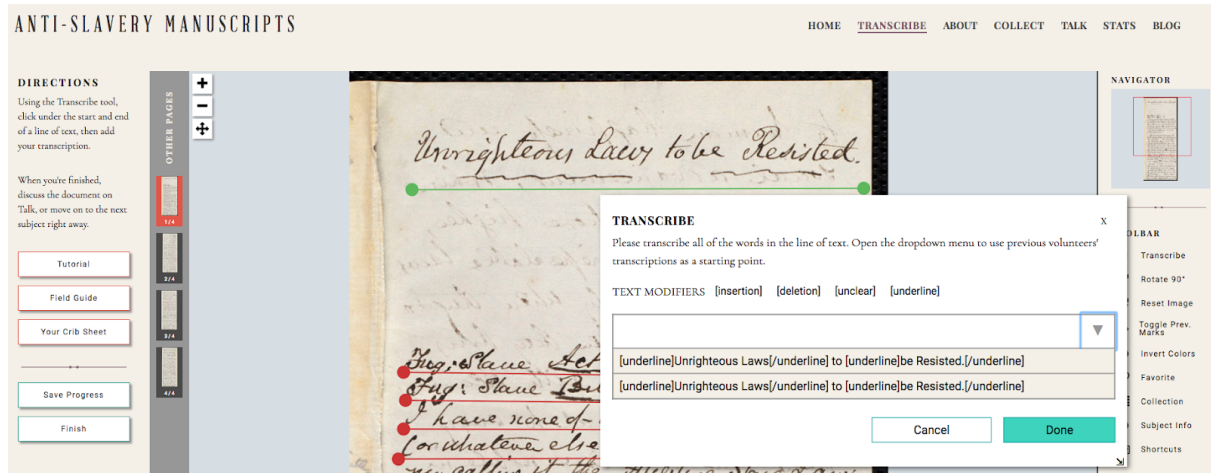 ANTI-SLAVERY MANUSCRIPTS
HOME TRANSCRIBE ABOUT COLLECT TALK STATS BLOG
DIRECTIONS
Using the Transcribe tool,
click under the start and end
of a line of text, then add
your transcription.
When you're finished,
discuss the document on
Talk, or move on to the next
subject right away.
Tutorial
Field Guide
Your Crib Sheet
Save Progress
Finish
OTHER PAGES
1/4
2/4
3/4
4/4
Unrighteous Laws to be Resisted.
Fug: Slave Act
Fug: Slave
I have none of
(or whatever else
TRANSCRIBE x
Please transcribe all of the words in the line of text. Open the dropdown menu to use previous volunteers'
transcriptions as a starting point.
TEXT MODIFIERS [insertion] [deletion] [unclear] [underline]
[underline]Unrighteous Laws[/underline] to [underline]be Resisted.[/underline]
[underline]Unrighteous Laws[/underline] to [underline]be Resisted.[/underline]
Cancel Done
NAVIGATOR
OLBAR
Transcribe
Rotate 90°
Reset Image
Toggle Prev.
Marks
Invert Colors
Favorite
Collection
Subject Info
Shortcuts